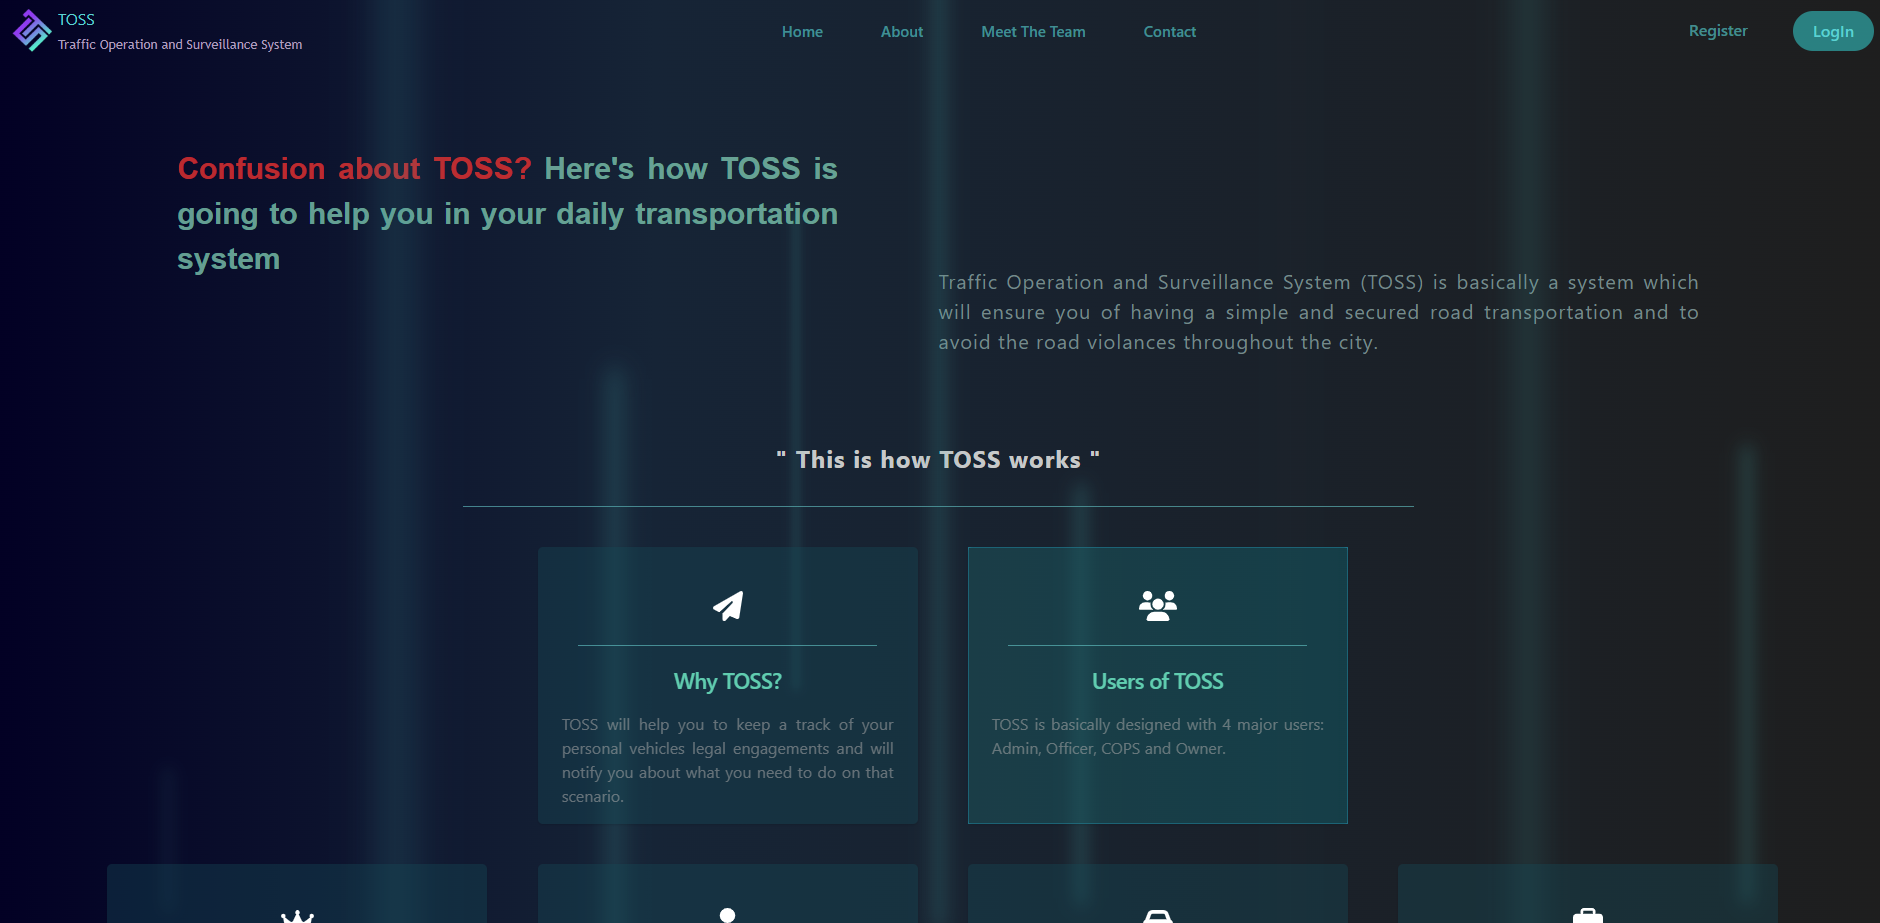 TOSS
Traffic Operation and Surveillance System
Home About Meet The Team Contact
Register LogIn
Confusion about TOSS? Here's how TOSS is
going to help you in your daily transportation
system
Traffic Operation and Surveillance System (TOSS) is basically a system which
will ensure you of having a simple and secured road transportation and to
avoid the road violances throughout the city.
" This is how TOSS works "
Why TOSS?
TOSS will help you to keep a track of your
personal vehicles legal engagements and will
notify you about what you need to do on that
scenario.
Users of TOSS
TOSS is basically designed with 4 major users:
Admin, Officer, COPS and Owner.